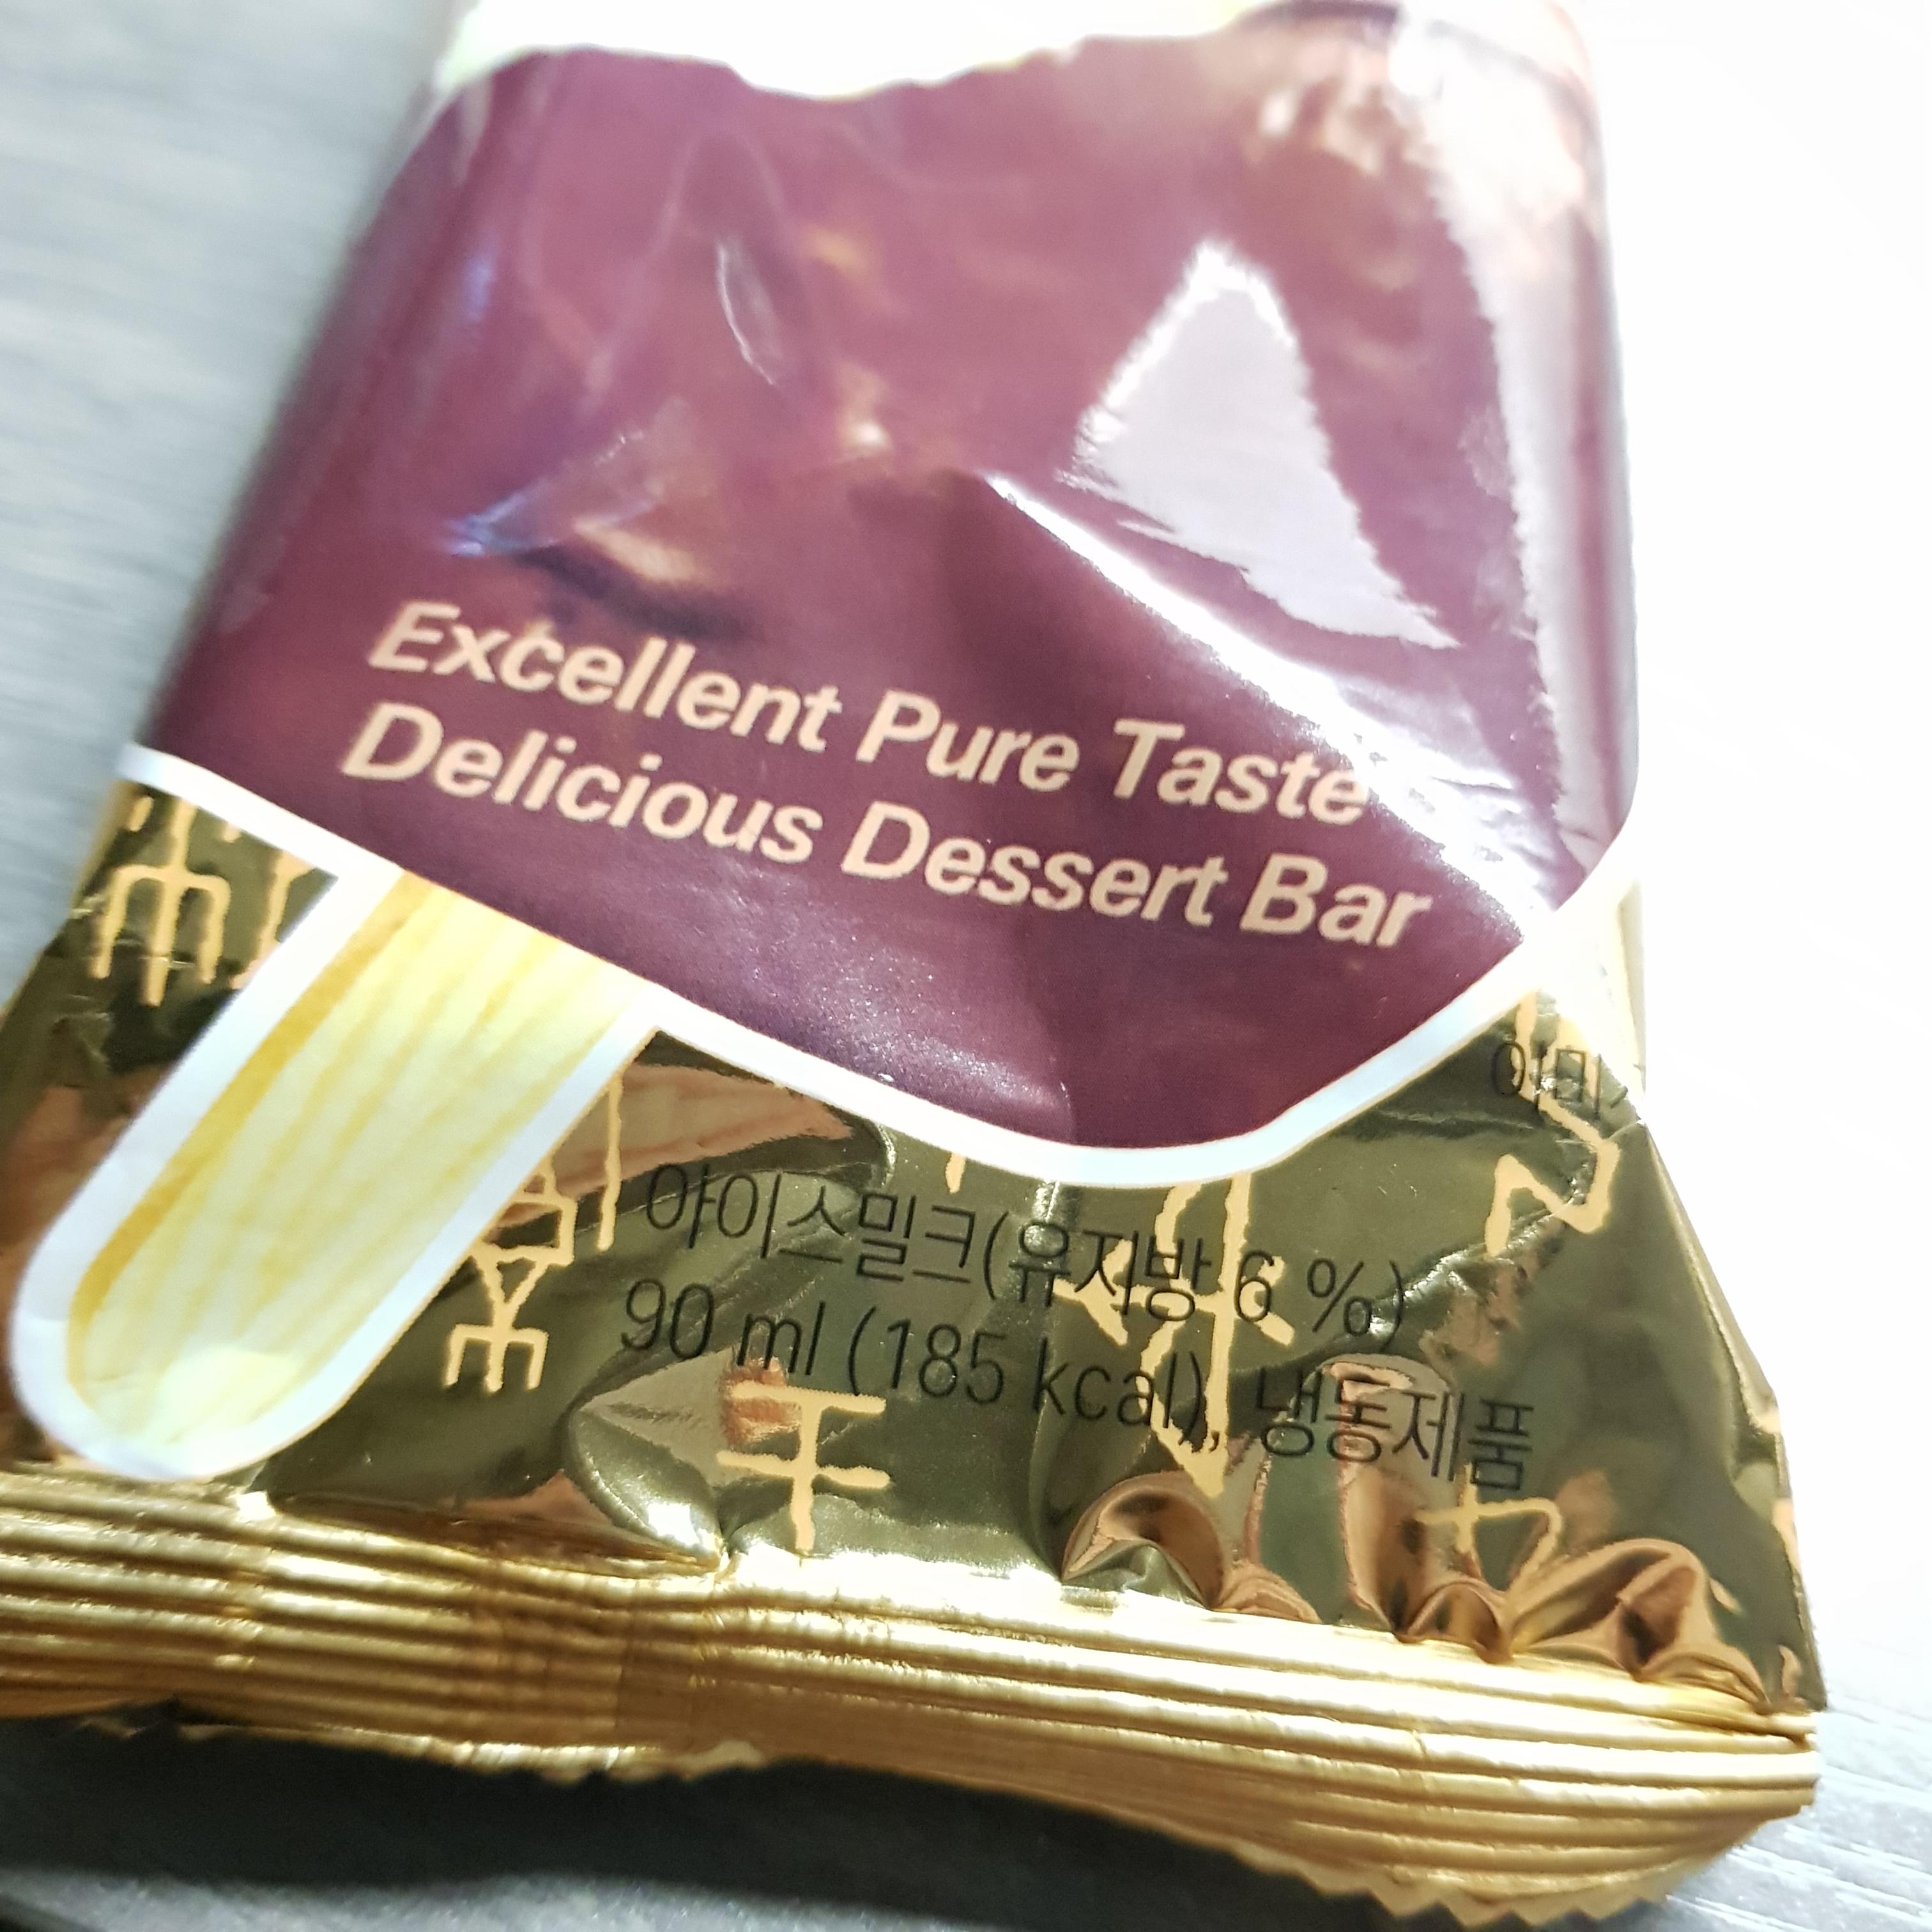 Excellent Pure Taste
Delicious Dessert Bar
아이스밀크(유지방 6 %)
90 ml (185 kcal), 냉동제품